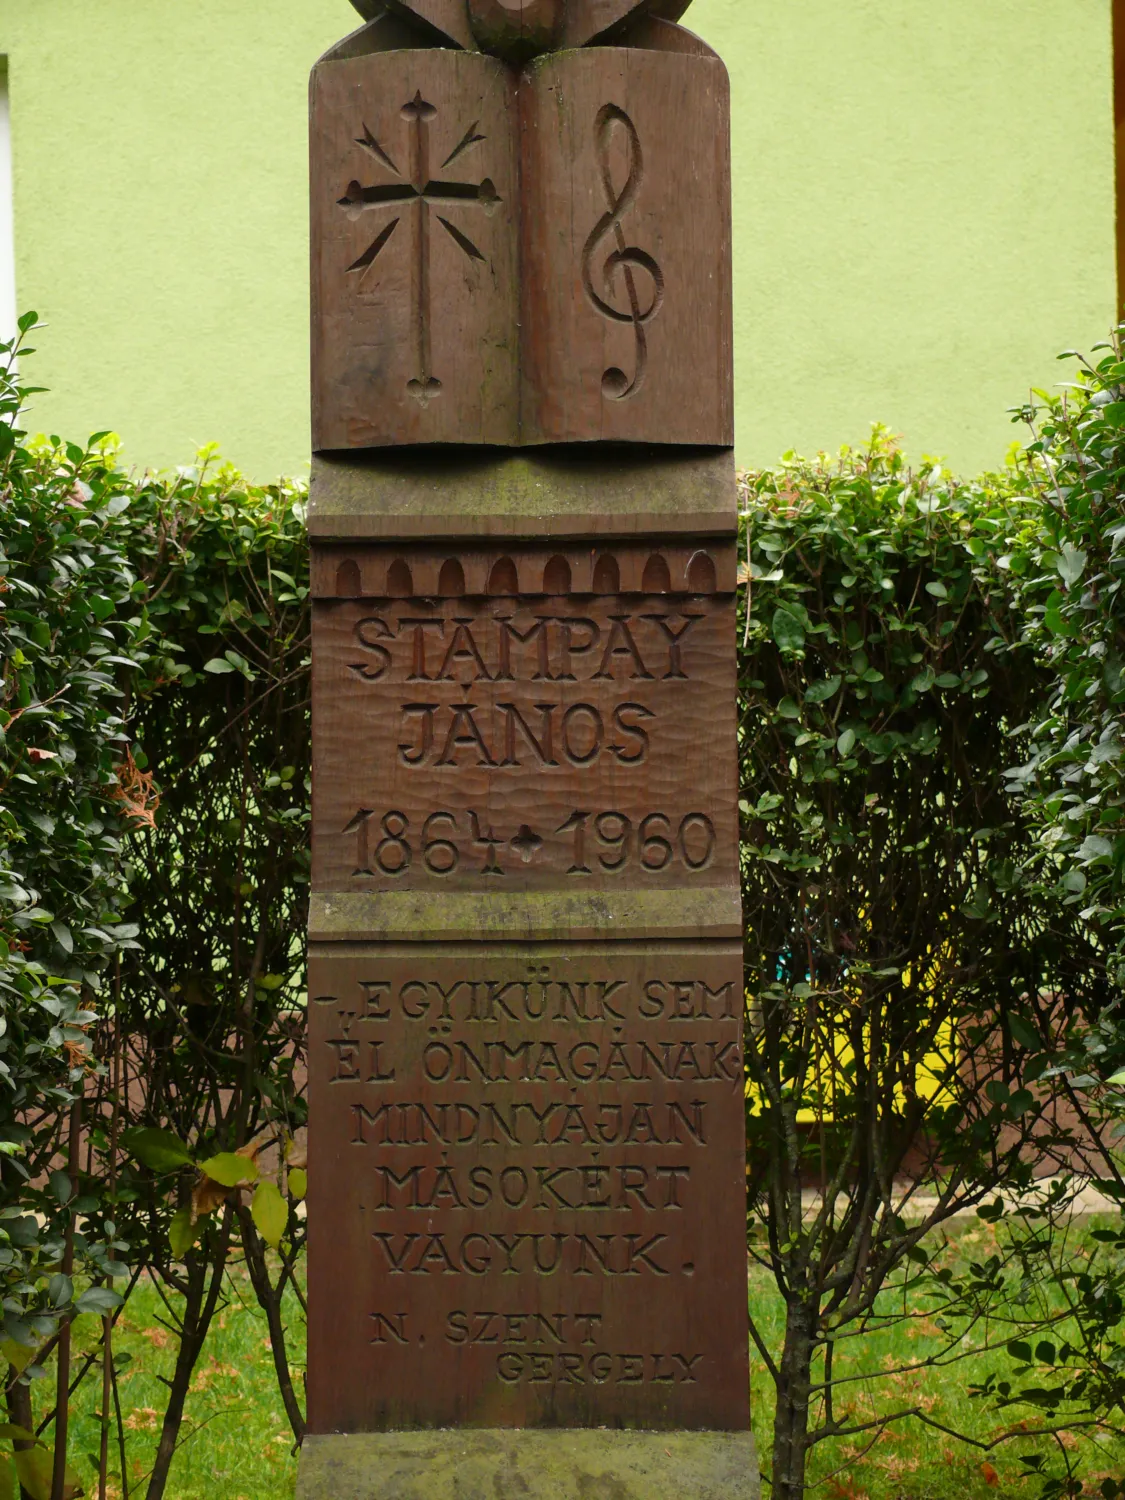 STAMPAY
JÁNOS
1864 1960
- „EGYIKÜNK SEM
ÉL ÖNMAGÁNAK;
MINDNYÁJAN
MÁSOKÉRT
VAGYUNK.
N. SZENT
GERGELY